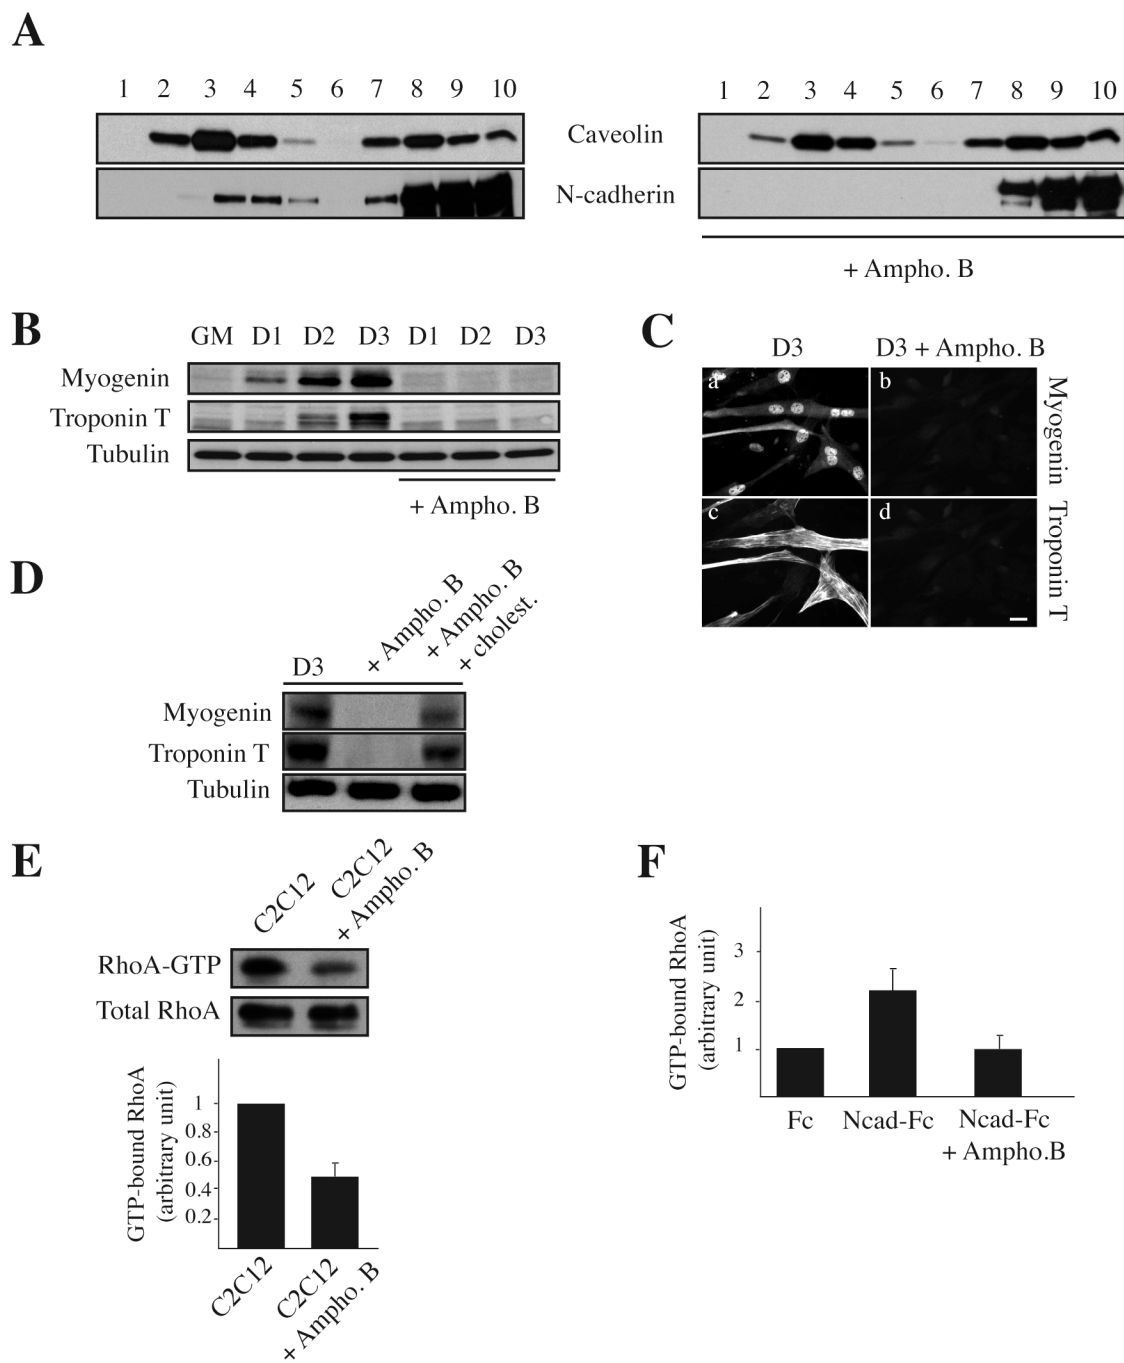 A
1 2 3 4 5 6 7 8 9 10
1 2 3 4 5 6 7 8 9 10
Caveolin
N-cadherin
+ Ampho. B
B
GM D1 D2 D3 D1 D2 D3
Myogenin
Troponin T
Tubulin
+ Ampho. B
C
D3
D3 + Ampho. B
a
b
c
d
Myogenin
Troponin T
D
D3
+ Ampho. B
+ Ampho. B
+ cholest.
Myogenin
Troponin T
Tubulin
E
C2C12
C2C12
+ Ampho. B
RhoA-GTP
Total RhoA
GTP-bound RhoA
(arbitrary unit)
1
0.8
0.6
0.4
0.2
C2C12
C2C12
+ Ampho. B
F
GTP-bound RhoA
(arbitrary unit)
3
2
1
Fc
Ncad-Fc
Ncad-Fc
+ Ampho.B